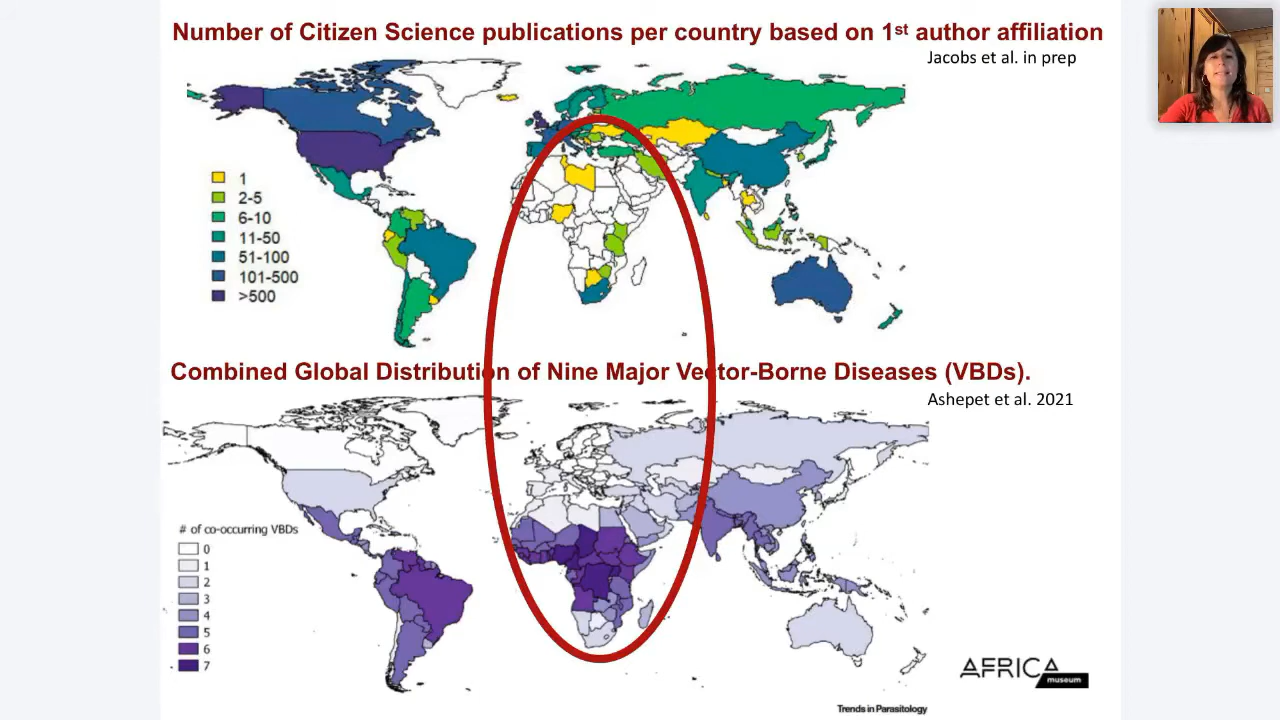 Number of Citizen Science publications per country based on 1st author affiliation
Jacobs et al. in prep
1
2-5
6-10
11-50
51-100
101-500
>500
Combined Global Distribution of Nine Major Vector-Borne Diseases (VBDs).
Ashepet et al. 2021
# of co-occurring VBDs
0
1
2
3
4
5
6
7
AFRICA
museum
Trends in Parasitology